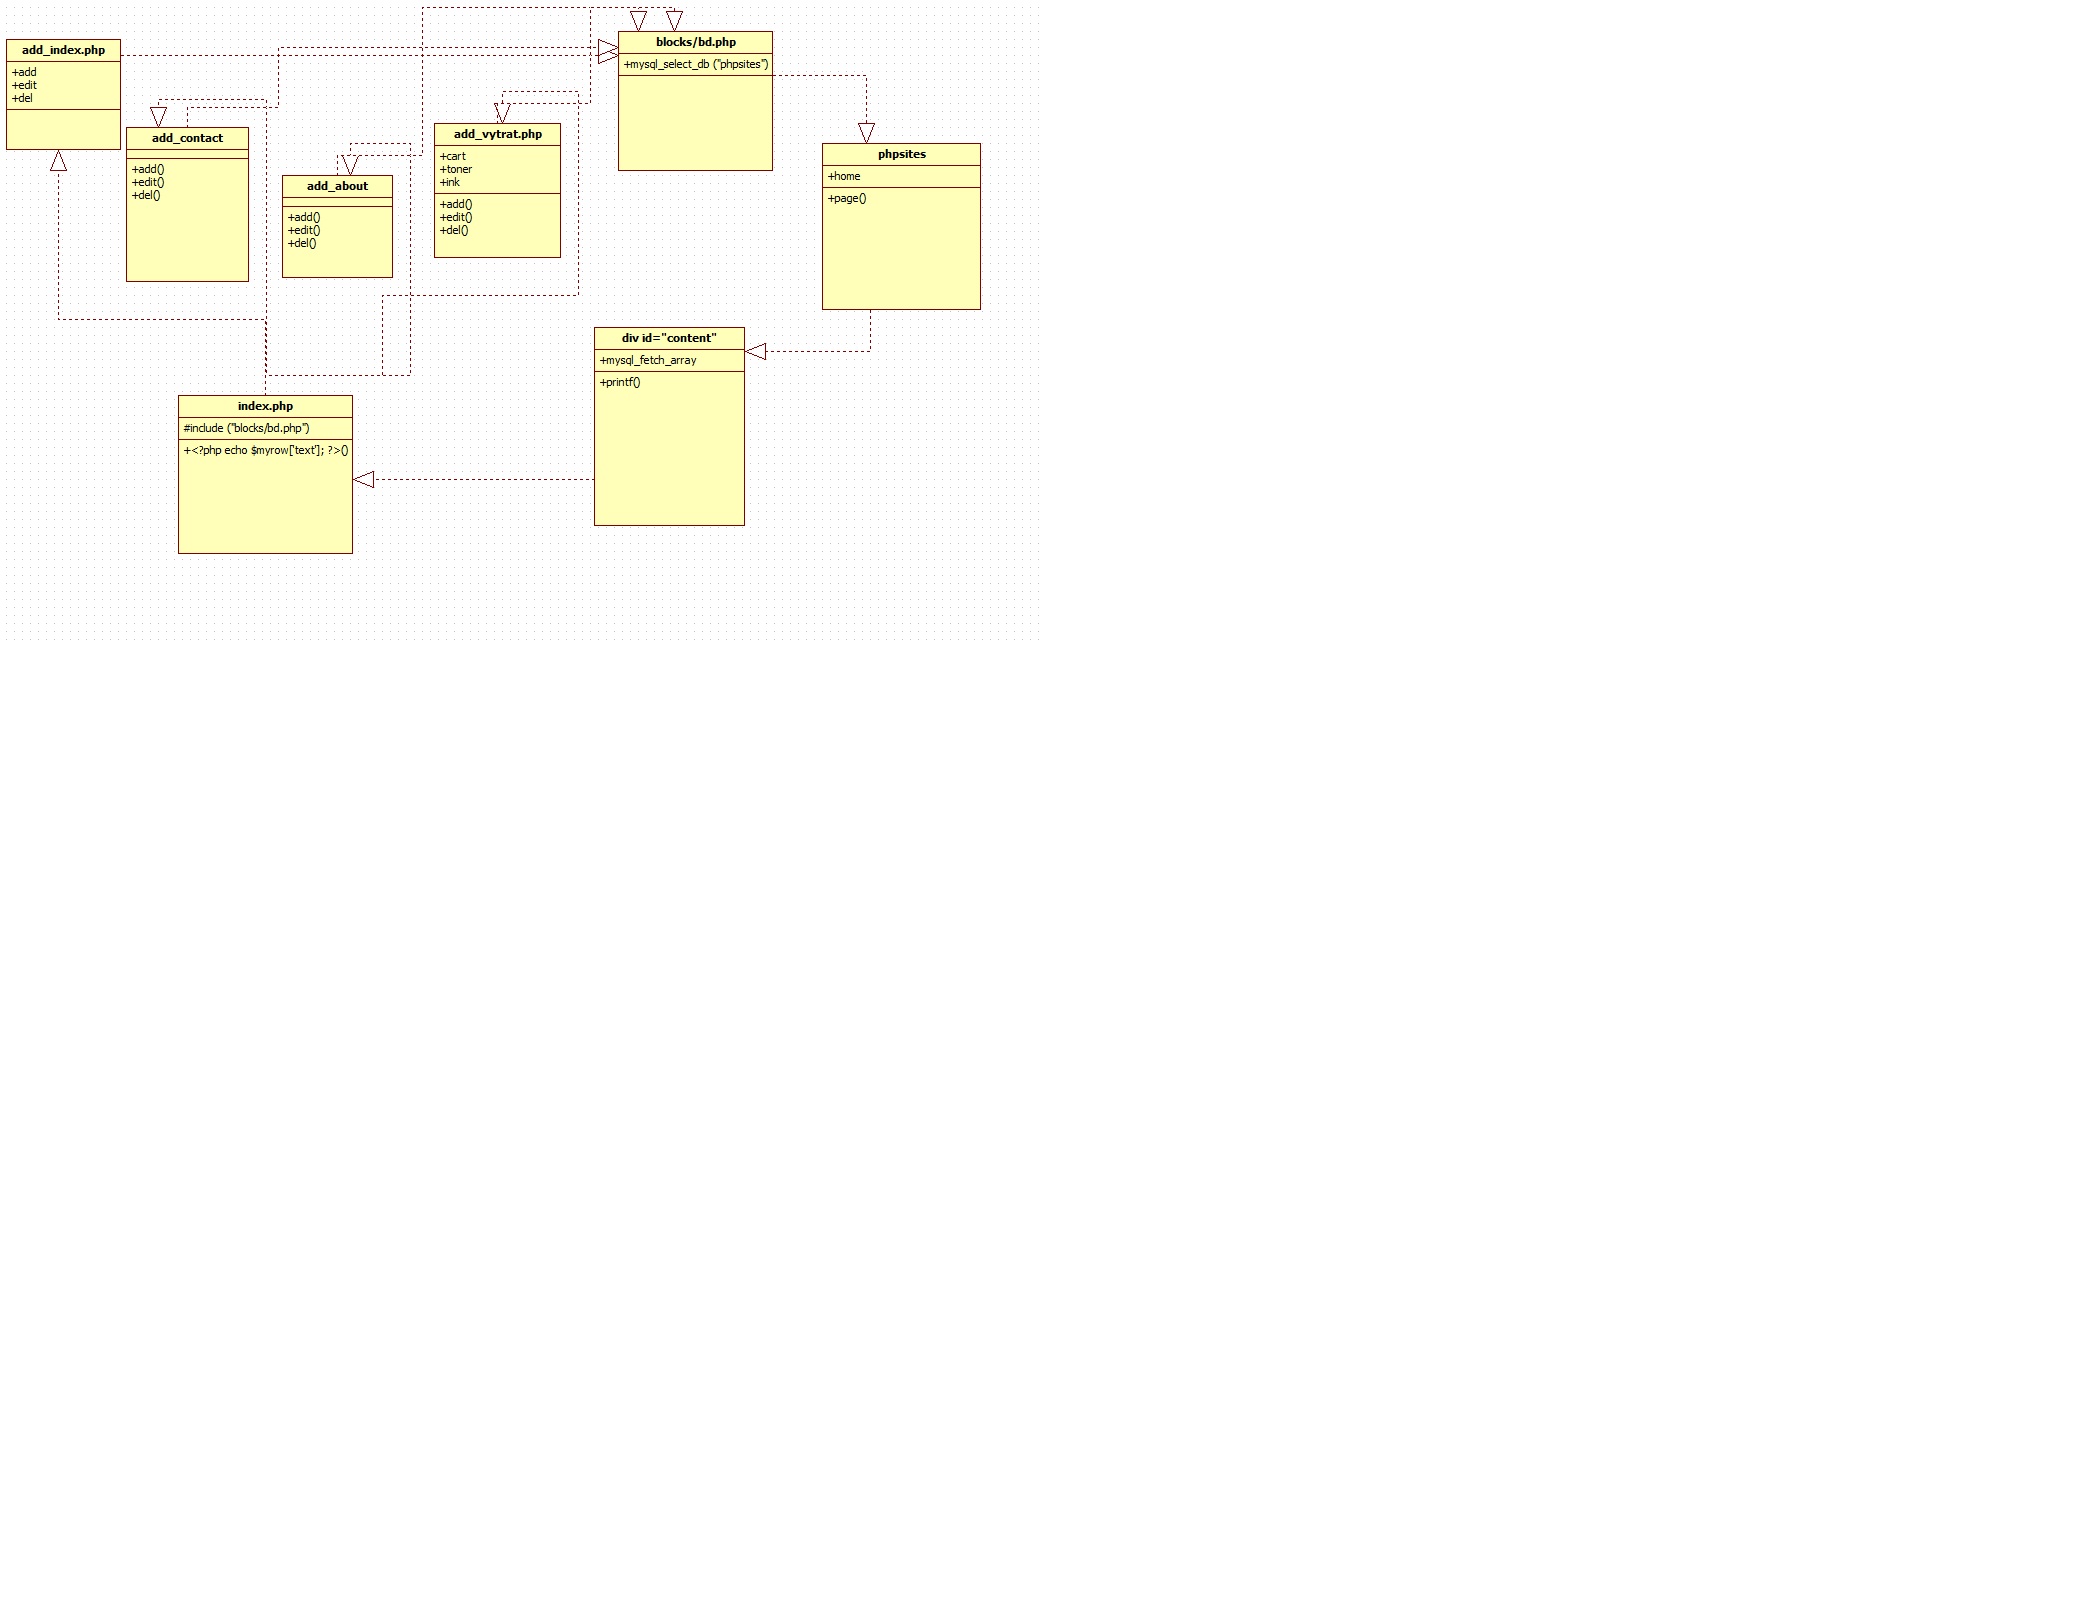 add_index.php
+add
+edit
+del
add_contact
+add()
+edit()
+del()
add_about
+add()
+edit()
+del()
add_vytrat.php
+cart
+toner
+ink
+add()
+edit()
+del()
blocks/bd.php
+mysql_select_db ("phpsites")
phpsites
+home
+page()
div id="content"
+mysql_fetch_array
+printf()
index.php
#include ("blocks/bd.php")
+<?php echo $myrow['text']; ?>()